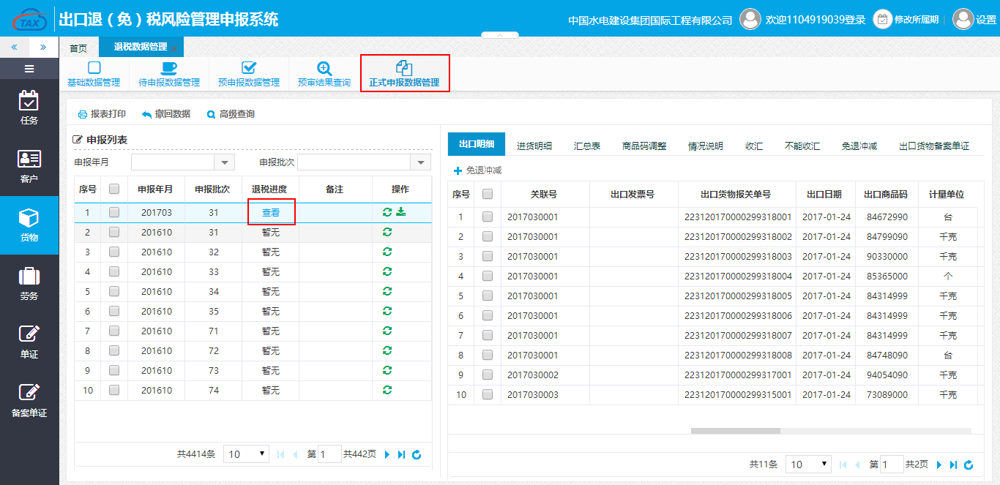 TAX 出口退（免）税风险管理申报系统 中国水电建设集团国际工程有限公司 欢迎1104919039登录 修改所属期 设置
« » 首页 退税数据管理
基础数据管理 待申报数据管理 预申报数据管理 预审结果查询 正式申报数据管理
任务
客户
货物
劳务
单证
备案单证
报表打印 撤回数据 高级查询
申报列表
申报年月 申报批次
序号 申报年月 申报批次 退税进度 备注 操作
1 201703 31 查看
2 201610 31 暂无
3 201610 32 暂无
4 201610 33 暂无
5 201610 34 暂无
6 201610 35 暂无
7 201610 71 暂无
8 201610 72 暂无
9 201610 73 暂无
10 201610 74 暂无
共4414条 10 第 1 共442页
出口明细 进货明细 汇总表 商品码调整 情况说明 收汇 不能收汇 免退冲减 出口货物备案单证
免退冲减
序号 关联号 出口发票号 出口货物报关单号 出口日期 出口商品码 计量单位
1 2017030001 223120170000299318001 2017-01-24 84672990 台
2 2017030001 223120170000299318002 2017-01-24 84799090 千克
3 2017030001 223120170000299318003 2017-01-24 90330000 千克
4 2017030001 223120170000299318004 2017-01-24 85365000 个
5 2017030001 223120170000299318005 2017-01-24 84314999 千克
6 2017030001 223120170000299318006 2017-01-24 84314999 千克
7 2017030001 223120170000299318007 2017-01-24 84314999 千克
8 2017030001 223120170000299318008 2017-01-24 84748090 台
9 2017030002 223120170000299317001 2017-01-24 94054090 千克
10 2017030003 223120170000299315001 2017-01-24 73089000 千克
共11条 10 第 1 共2页